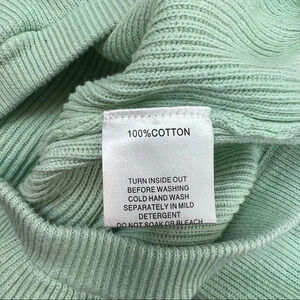 100%COTTON
TURN INSIDE OUT
BEFORE WASHING
COLD HAND WASH
SEPARATELY IN MILD
DETERGENT
DO NOT SOAK OR BLEACH